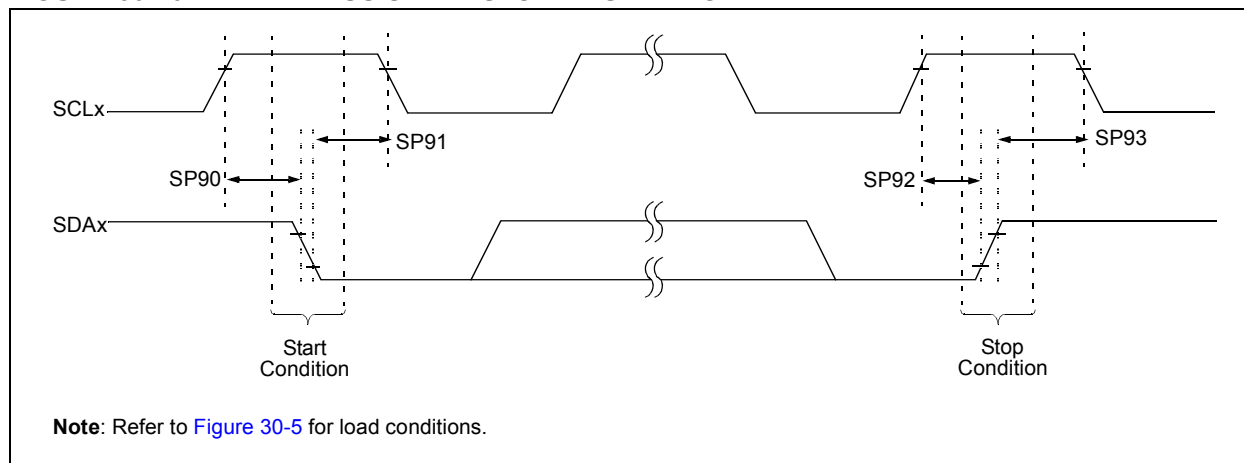 SCLx
SP91
SP93
SP90
SP92
SDAx
Start
Condition
Stop
Condition
Note: Refer to Figure 30-5 for load conditions.